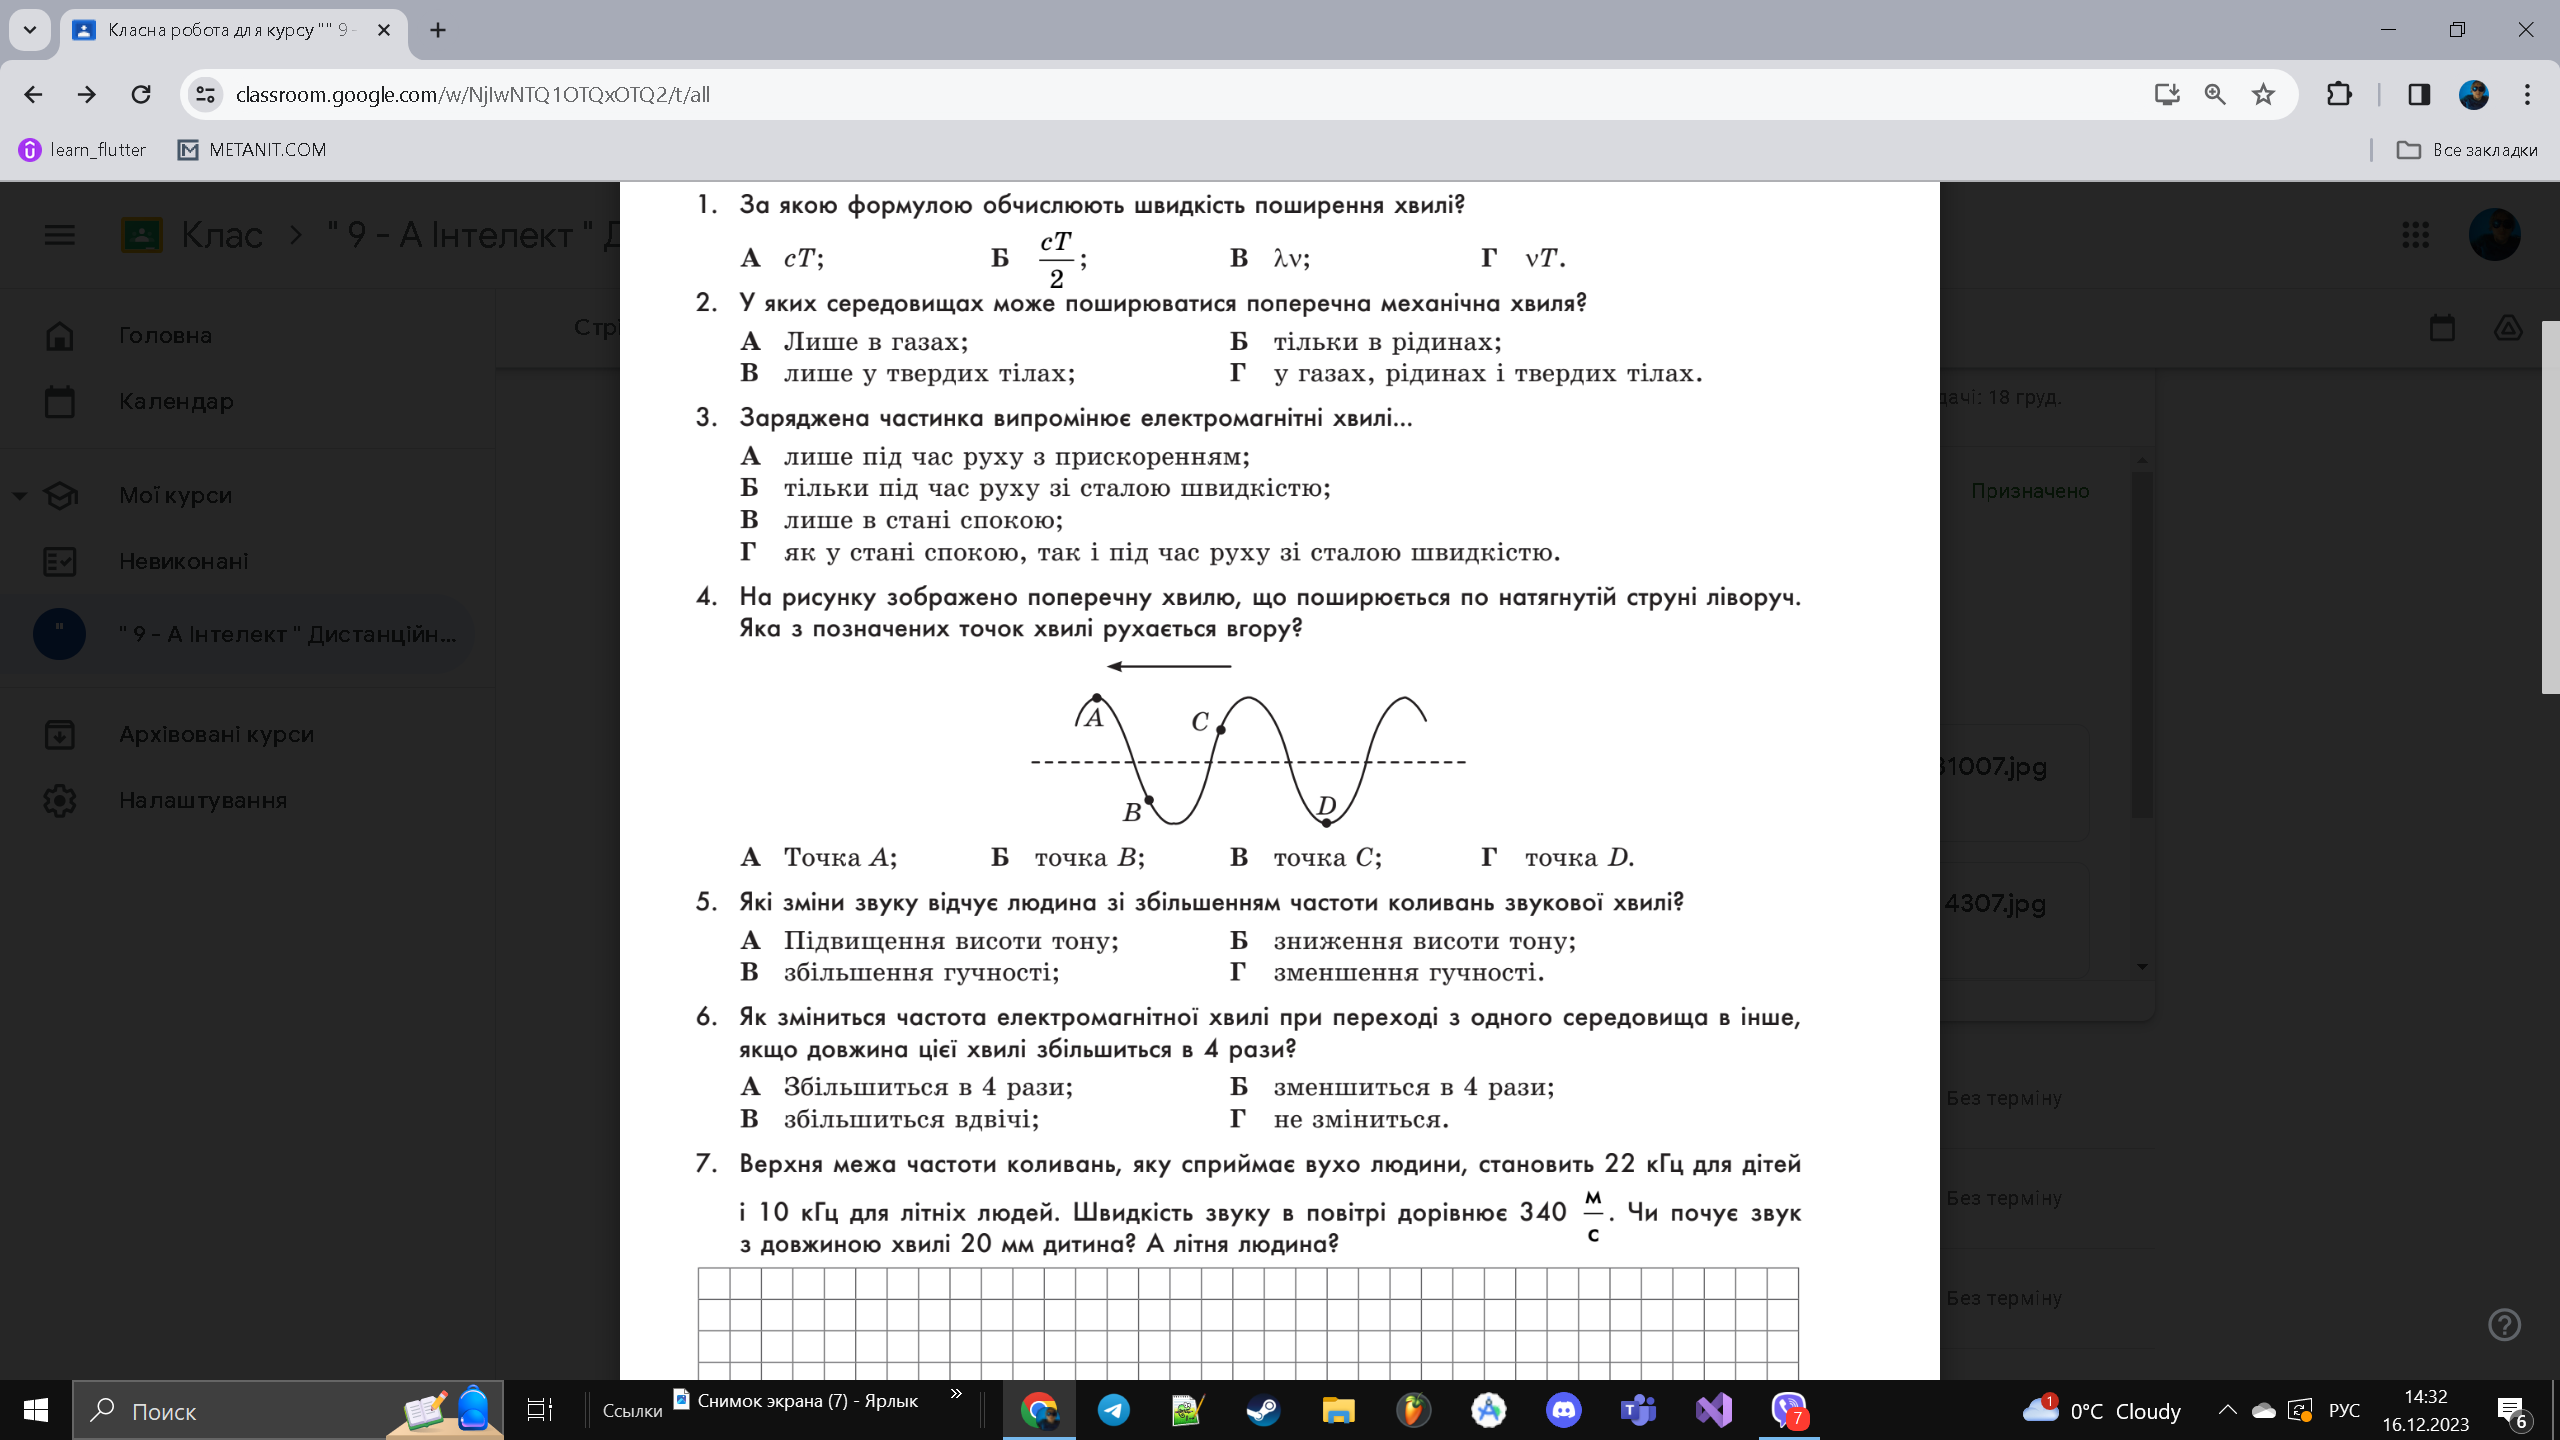 Класна робота для курсу "" 9 -
classroom.google.com/w/NjIwNTQ1OTQxOTQ2/t/all
learn_flutter
METANIT.COM
Все закладки
Клас > " 9 - А Інтелект "
Головна
Календар
Мої курси
Невиконані
"
" 9 - А Інтелект " Дистанційн...
Архівовані курси
Налаштування
1. За якою формулою обчислюють швидкість поширення хвилі?
А cT; Б cT/2; В λν; Г νT.
2. У яких середовищах може поширюватися поперечна механічна хвиля?
А Лише в газах; Б тільки в рідинах;
В лише у твердих тілах; Г у газах, рідинах і твердих тілах.
3. Заряджена частинка випромінює електромагнітні хвилі...
А лише під час руху з прискоренням;
Б тільки під час руху зі сталою швидкістю;
В лише в стані спокою;
Г як у стані спокою, так і під час руху зі сталою швидкістю.
4. На рисунку зображено поперечну хвилю, що поширюється по натягнутій струні ліворуч.
Яка з позначених точок хвилі рухається вгору?
A
C
B
D
А Точка A; Б точка B; В точка C; Г точка D.
5. Які зміни звуку відчує людина зі збільшенням частоти коливань звукової хвилі?
А Підвищення висоти тону; Б зниження висоти тону;
В збільшення гучності; Г зменшення гучності.
6. Як зміниться частота електромагнітної хвилі при переході з одного середовища в інше,
якщо довжина цієї хвилі збільшиться в 4 рази?
А Збільшиться в 4 рази; Б зменшиться в 4 рази;
В збільшиться вдвічі; Г не зміниться.
7. Верхня межа частоти коливань, яку сприймає вухо людини, становить 22 кГц для дітей
і 10 кГц для літніх людей. Швидкість звуку в повітрі дорівнює 340 м/с. Чи почує звук
з довжиною хвилі 20 мм дитина? А літня людина?
18 груд.
Призначено
31007.jpg
4307.jpg
Без терміну
Без терміну
Без терміну
Поиск
Ссылки
Снимок экрана (7) - Ярлык
7
1
0°C Cloudy
РУС
14:32
16.12.2023
6